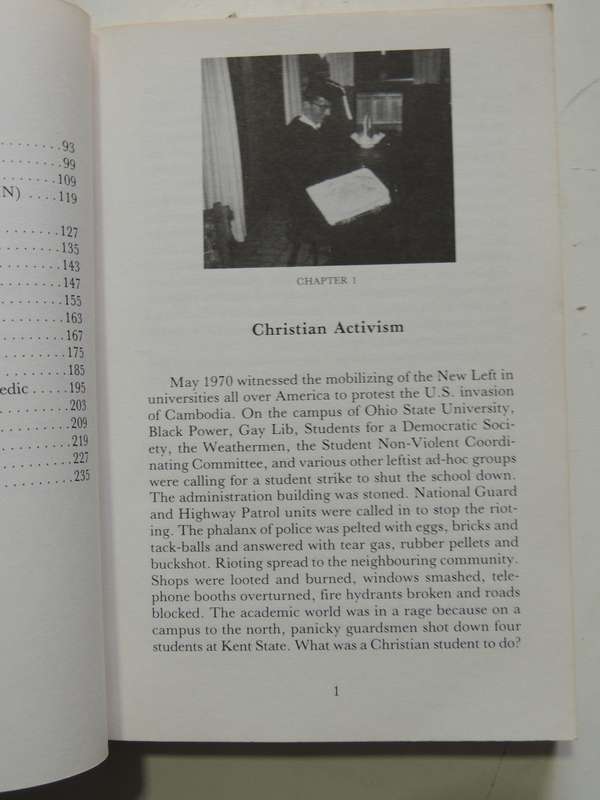 . . . . . . . . . . . . . . . .93
. . . . . . . . . . . . . . . .99
. . . . . . . . . . . . . . . 109
N) . . . . 119
. . . . . . . . . . . . . . . 127
. . . . . . . . . . . . . . . 135
. . . . . . . . . . . . . . . 143
. . . . . . . . . . . . . . . 147
. . . . . . . . . . . . . . . 155
. . . . . . . . . . . . . . . 163
. . . . . . . . . . . . . . . 167
. . . . . . . . . . . . . . . 175
. . . . . . . . . . . . . . . 185
edic . . . . . 195
. . . . . . . . . . . . . . . 203
. . . . . . . . . . . . . . . 209
. . . . . . . . . . . . . . . 219
. . . . . . . . . . . . . . . 227
. . . . . . . . . . . . . . . 235
CHAPTER 1
Christian Activism
May 1970 witnessed the mobilizing of the New Left in
universities all over America to protest the U.S. invasion
of Cambodia. On the campus of Ohio State University,
Black Power, Gay Lib, Students for a Democratic Soci-
ety, the Weathermen, the Student Non-Violent Coordi-
nating Committee, and various other leftist ad-hoc groups
were calling for a student strike to shut the school down.
The administration building was stoned. National Guard
and Highway Patrol units were called in to stop the riot-
ing. The phalanx of police was pelted with eggs, bricks and
tack-balls and answered with tear gas, rubber pellets and
buckshot. Rioting spread to the neighbouring community.
Shops were looted and burned, windows smashed, tele-
phone booths overturned, fire hydrants broken and roads
blocked. The academic world was in a rage because on a
campus to the north, panicky guardsmen shot down four
students at Kent State. What was a Christian student to do?
1